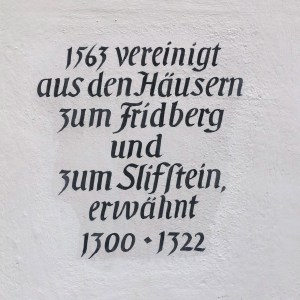 1563 vereinigt
aus den Häusern
zum Fridberg
und
zum Slifſtein,
erwähnt
1300 · 1322